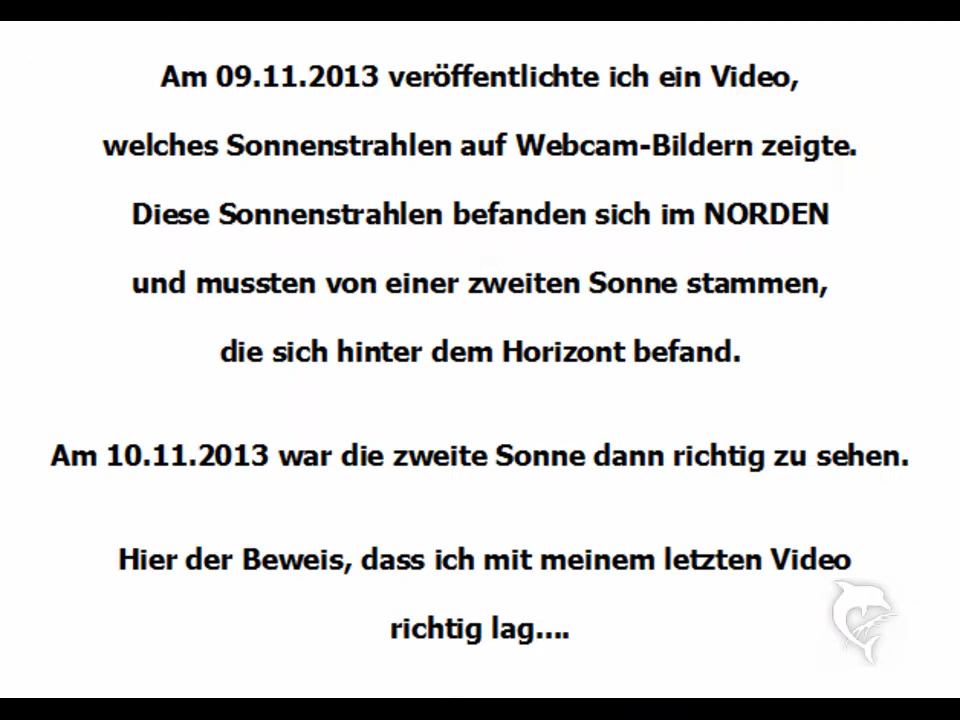 Am 09.11.2013 veröffentlichte ich ein Video,
welches Sonnenstrahlen auf Webcam-Bildern zeigte.
Diese Sonnenstrahlen befanden sich im NORDEN
und mussten von einer zweiten Sonne stammen,
die sich hinter dem Horizont befand.
Am 10.11.2013 war die zweite Sonne dann richtig zu sehen.
Hier der Beweis, dass ich mit meinem letzten Video
richtig lag....